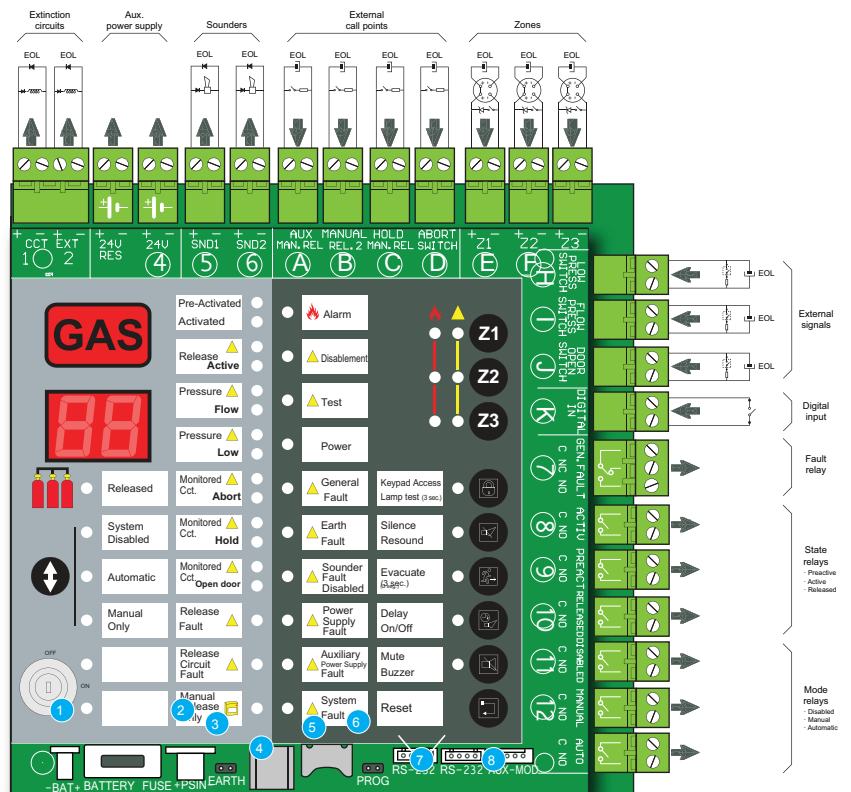 Extinction
circuits
Aux.
power supply
Sounders
External
call points
Zones
EOL EOL EOL EOL EOL EOL EOL EOL EOL EOL EOL
+ - + - + - + - + - + - + - + - + - + - + -
CCT EXT
1 2
24V
RES
24V
4
SND1
5
SND2
6
AUX
MAN.REL
A
MANUAL
REL.2
B
HOLD
MAN.REL
C
ABORT
SWITCH
D
Z1
E
Z2
F
Z3
LOW
PRESS
SWITCH
H
EOL
FLOW
PRESS
SWITCH
I
EOL
External
signals
DOOR
OPEN
SWITCH
J
EOL
DIGITAL
IN
K
Digital
input
GEN.FAULT
C NC NO
7
Fault
relay
ACTIV
C NO
8
PREACT
C NO
9
RELEASED
C NO
10
State
relays
- Preactive
- Active
- Released
DISABLED
C NO
11
MANUAL
C NO
12
AUTO
C NO
Mode
relays
- Disabled
- Manual
- Automatic
GAS
88
Pre-Activated
Activated
Release
Active
Pressure
Flow
Pressure
Low
Released
Monitored
Cct.
Abort
System
Disabled
Monitored
Cct.
Hold
Automatic
Monitored
Cct.
Open door
Manual
Only
Release
Fault
OFF
ON
Release
Circuit
Fault
Manual
Release
Only
Alarm
Disablement
Test
Power
General
Fault
Earth
Fault
Sounder
Fault
Disabled
Power
Supply
Fault
Auxiliary
Power Supply
Fault
System
Fault
Z1
Z2
Z3
Keypad Access
Lamp test (3 sec.)
Silence
Resound
Evacuate
(3 sec.)
Delay
On/Off
Mute
Buzzer
Reset
1 2 3 4 5 6 7 8
-BAT+ BATTERY FUSE +PSIN- EARTH PROG RS-232 RS-232 AUX-MOD